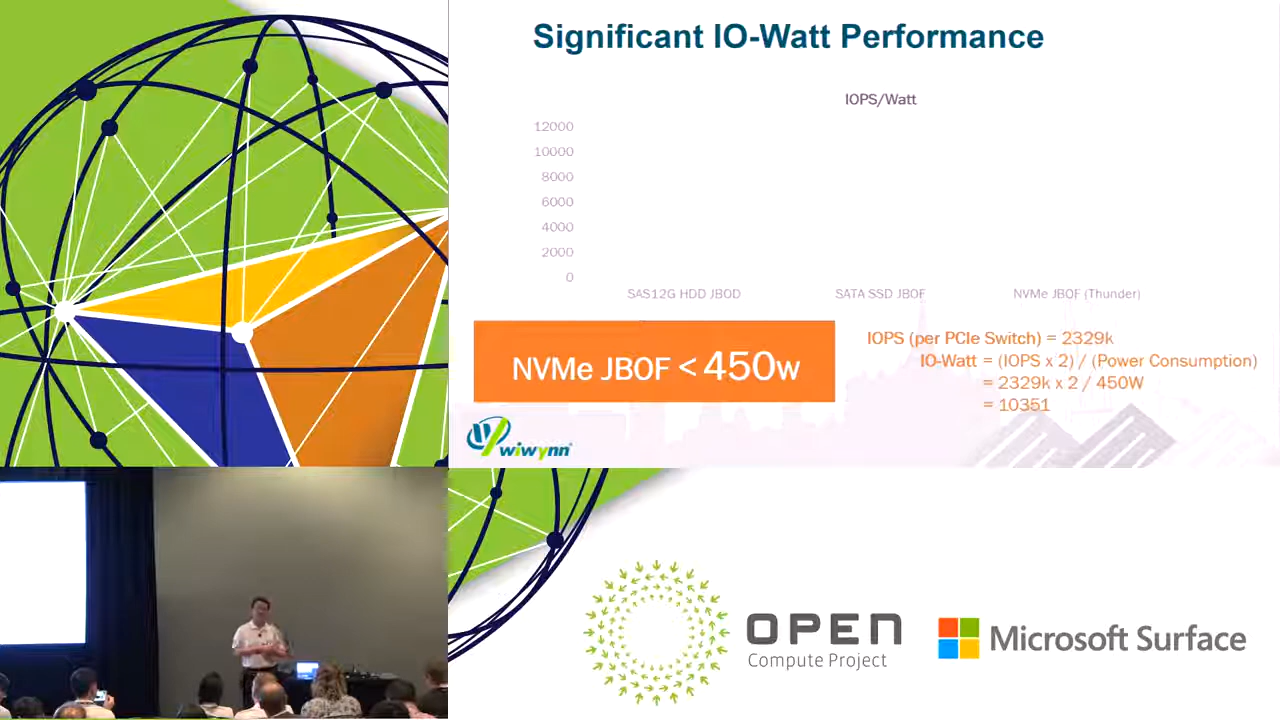 Significant IO-Watt Performance
IOPS/Watt
12000
10000
8000
6000
4000
2000
0
SAS12G HDD JBOD
SATA SSD JBOF
NVMe JBOF (Thunder)
NVMe JBOF < 450w
IOPS (per PCIe Switch) = 2329k
IO-Watt = (IOPS x 2) / (Power Consumption)
= 2329k x 2 / 450W
= 10351
wiwynn
OPEN
Compute Project
Microsoft Surface